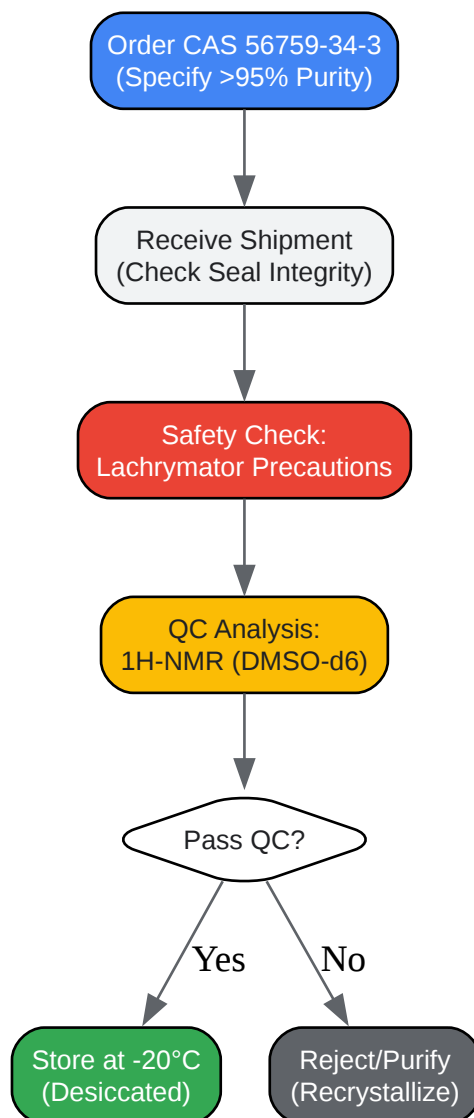 Order CAS 56759-34-3
(Specify >95% Purity)
Receive Shipment
(Check Seal Integrity)
Safety Check:
Lachrymator Precautions
QC Analysis:
1H-NMR (DMSO-d6)
Pass QC?
Yes
No
Store at -20°C
(Desiccated)
Reject/Purify
(Recrystallize)